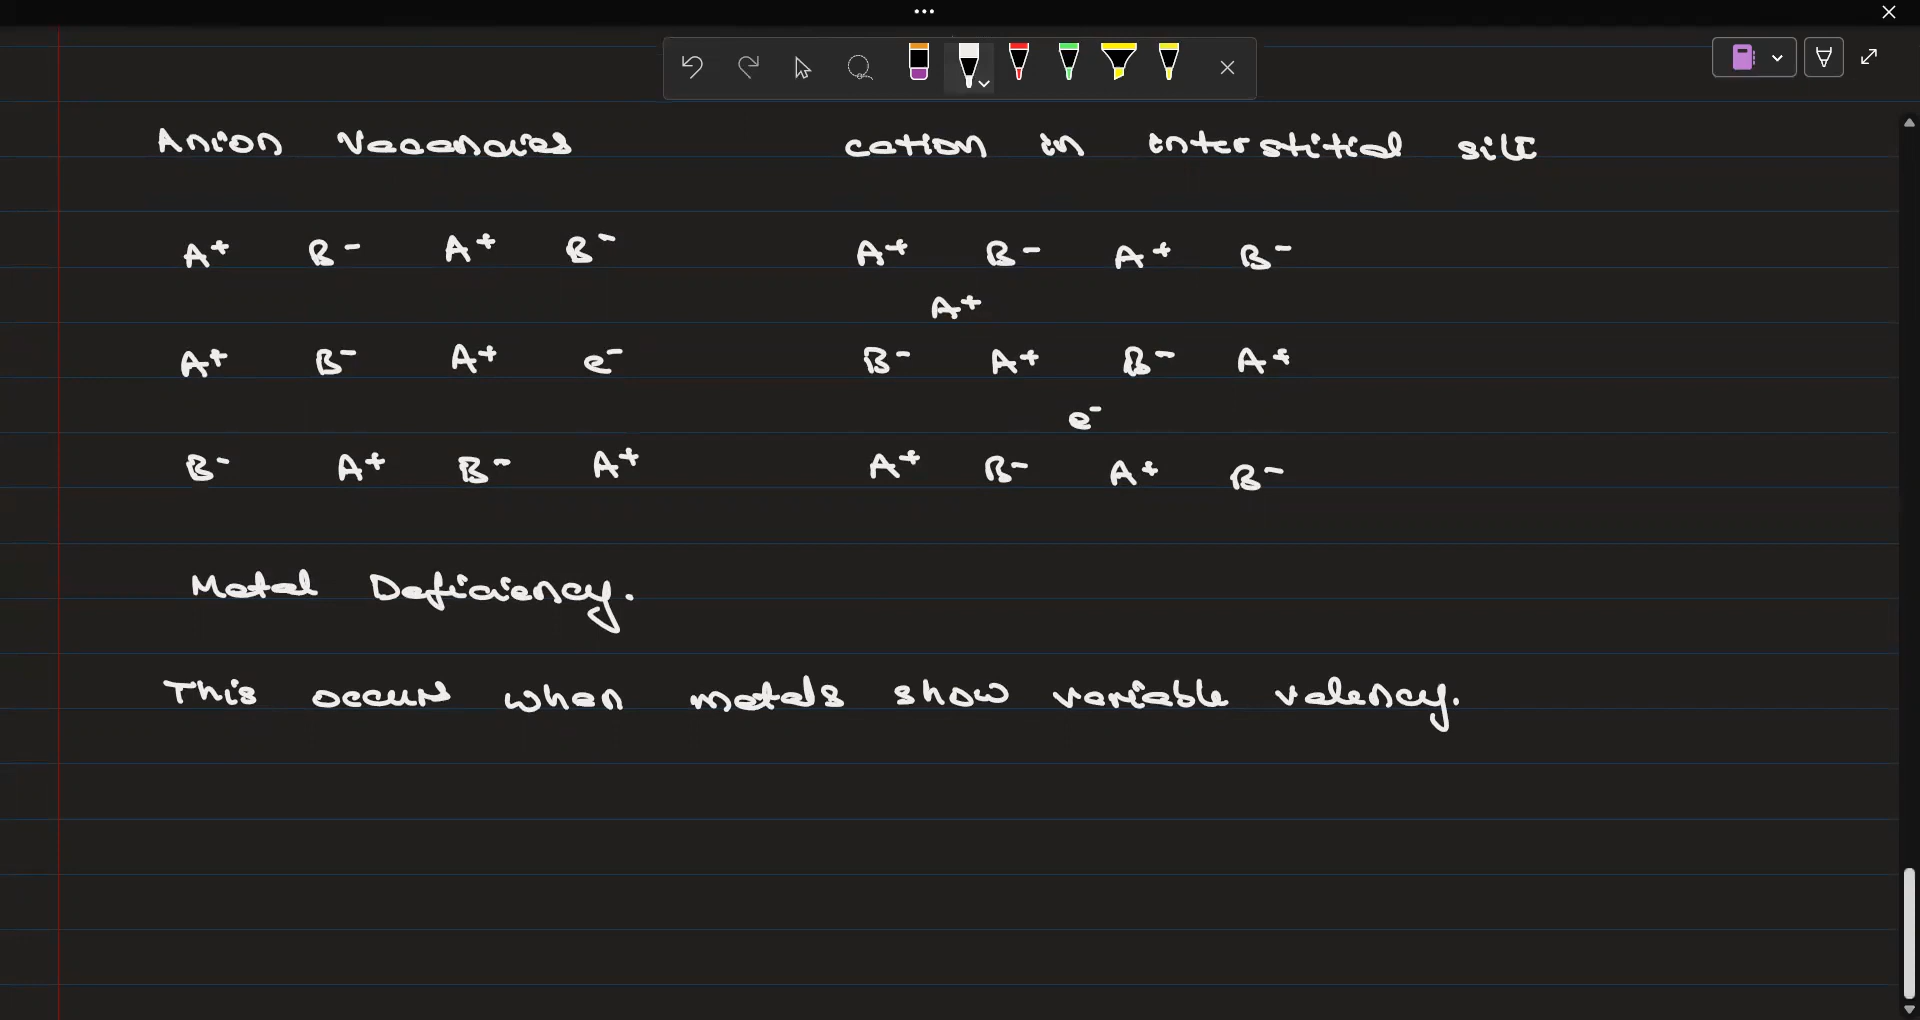 Anion Vacancies cation in interstitial site
A+ B- A+ B- A+ B- A+ B-
A+
A+ B- A+ e- B- A+ B- A+
e-
B- A+ B- A+ A+ B- A+ B-
Metal Deficiency.
This occurs when metals show variable valency.